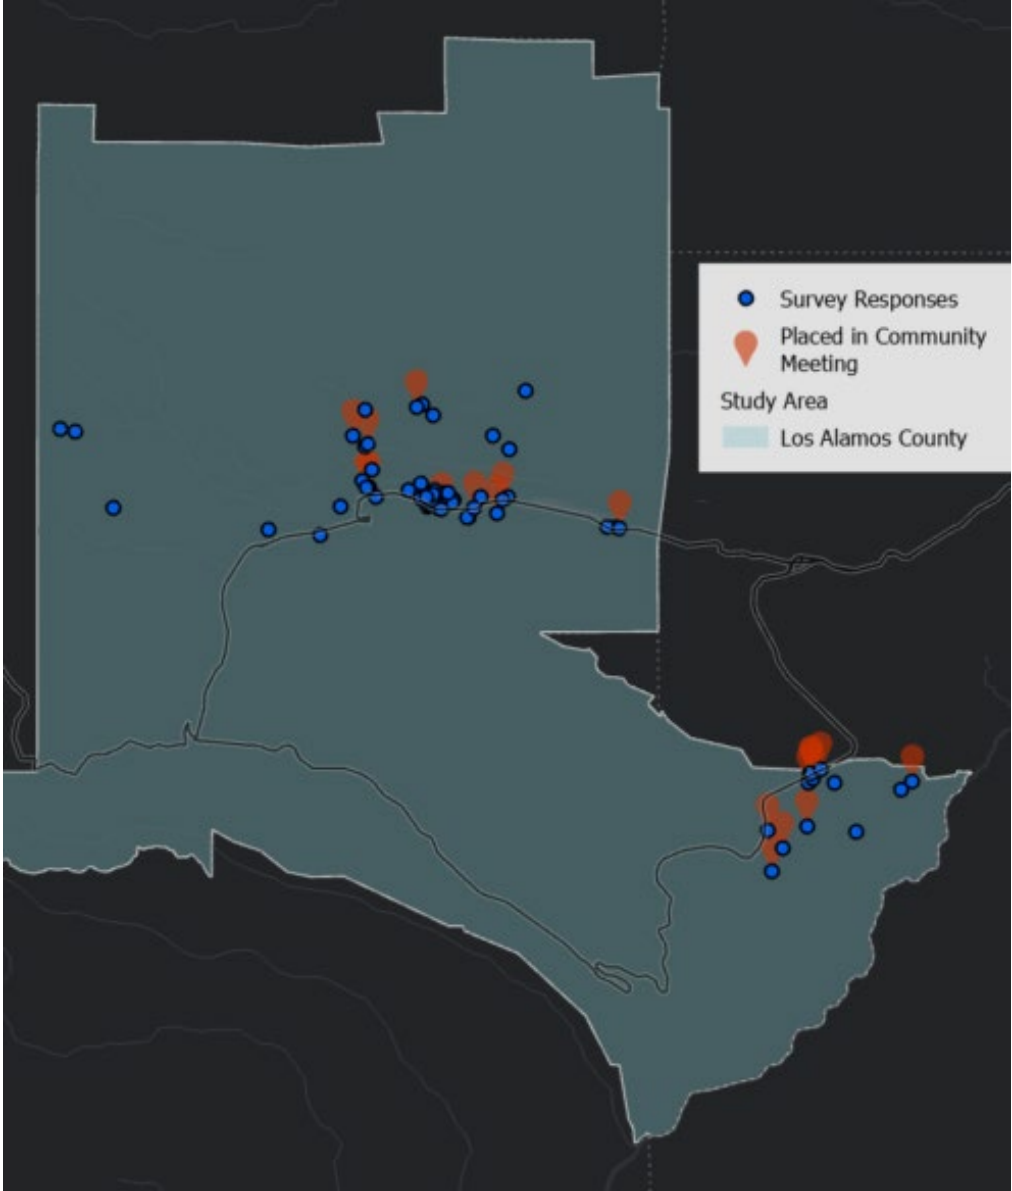 Survey Responses
Placed in Community
Meeting
Study Area
Los Alamos County